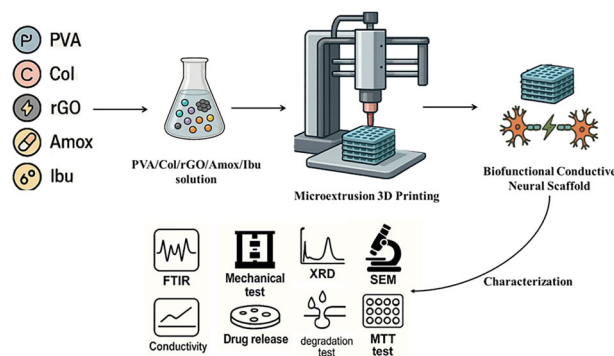 PVA
Col
rGO
Amox
Ibu
PVA/Col/rGO/Amox/Ibu
solution
Microextrusion 3D Printing
Biofunctional Conductive
Neural Scaffold
Characterization
FTIR
Mechanical
test
XRD
SEM
Conductivity
Drug release
degradation
test
MTT
test